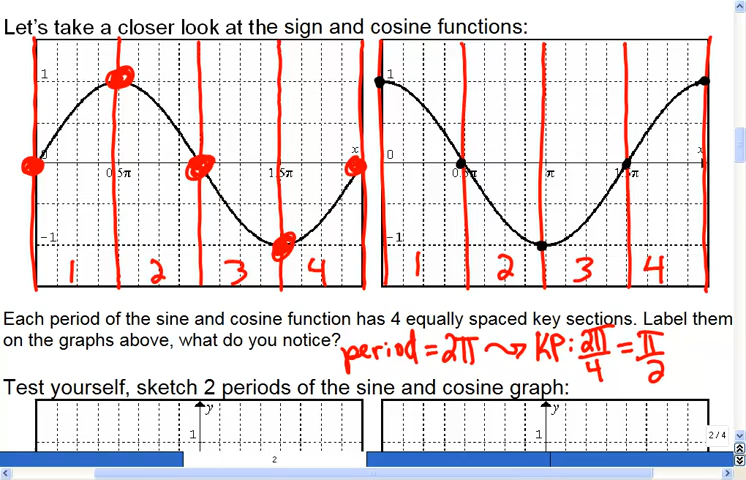 Let's take a closer look at the sign and cosine functions:
1 1
0 x 0 x
0.5π 1.5π π
-1 -1
1 2 3 4 1 2 3 4
Each period of the sine and cosine function has 4 equally spaced key sections. Label them
on the graphs above, what do you notice? period = 2π ⤳ KP: 2π/4 = π/2
Test yourself, sketch 2 periods of the sine and cosine graph:
y y
1 1
2 / 4
2